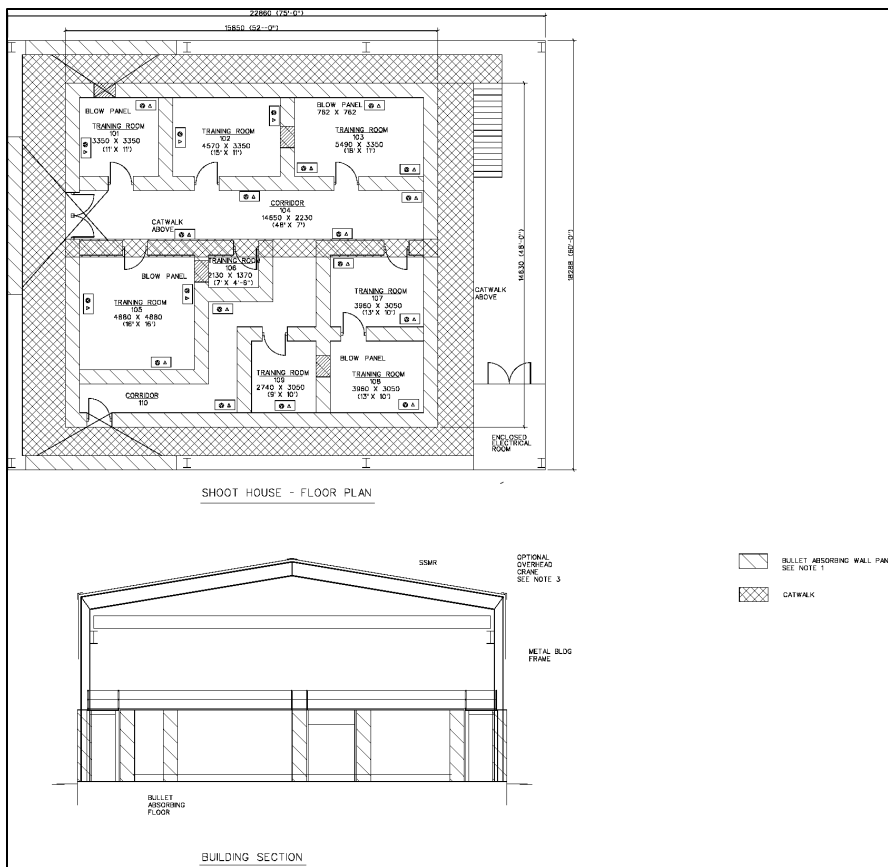 22860 (75'-0")
15850 (52--0")
BLOW PANEL
TRAINING ROOM
101
3350 X 3350
(11' X 11')
TRAINING ROOM
102
4570 X 3350
(15' X 11')
BLOW PANEL
762 X 762
TRAINING ROOM
103
5490 X 3350
(18' X 11')
CORRIDOR
104
14650 X 2230
(48' X 7')
CATWALK
ABOVE
BLOW PANEL
TRAINING ROOM
105
4880 X 4880
(16' X 16')
TRAINING ROOM
106
2130 X 1370
(7' X 4'-6")
TRAINING ROOM
107
3960 X 3050
(13' X 10')
BLOW PANEL
TRAINING ROOM
108
3960 X 3050
(13' X 10')
TRAINING ROOM
109
2740 X 3050
(9' X 10')
CORRIDOR
110
CATWALK
ABOVE
14630 (48'-0")
18288 (60'-0")
ENCLOSED
ELECTRICAL
ROOM
SHOOT HOUSE - FLOOR PLAN
SSMR
OPTIONAL
OVERHEAD
CRANE
SEE NOTE 3
METAL BLDG
FRAME
BULLET
ABSORBING
FLOOR
BUILDING SECTION
BULLET ABSORBING WALL PAN
SEE NOTE 1
CATWALK